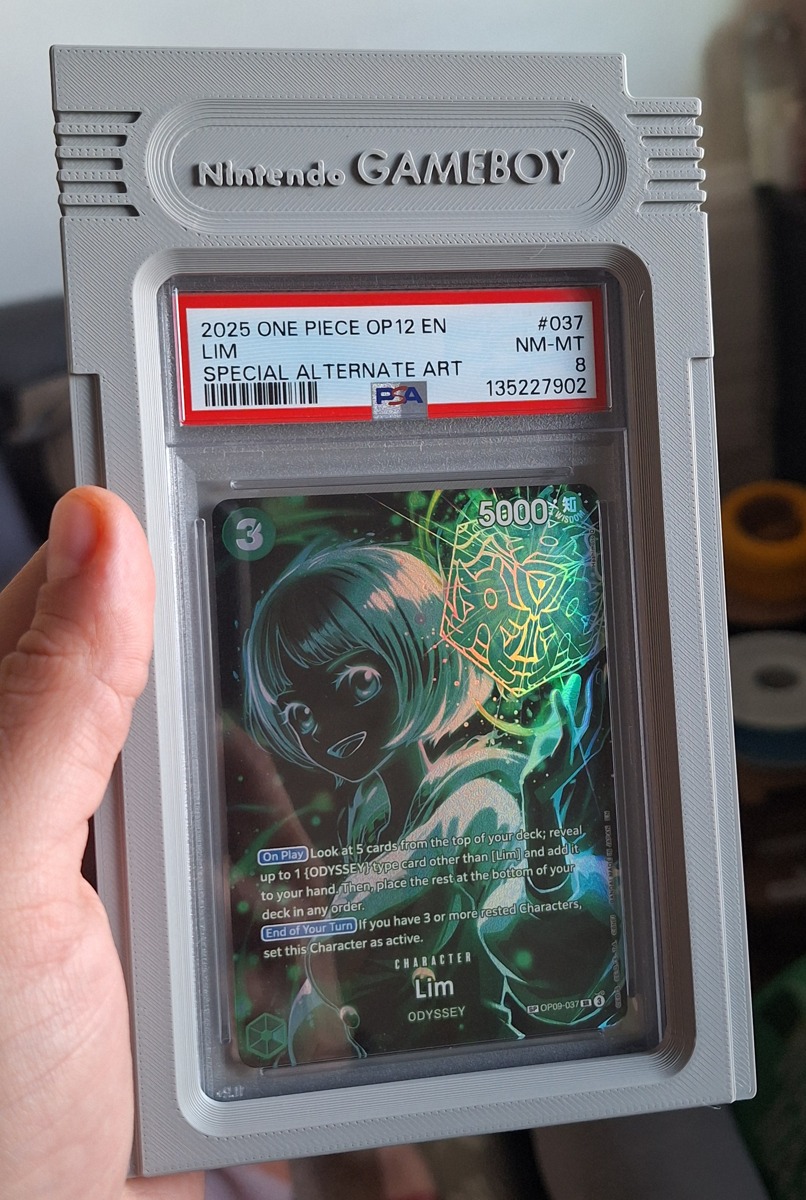 Nintendo GAMEBOY
2025 ONE PIECE OP12 EN #037
LIM NM-MT
SPECIAL ALTERNATE ART 8
PSA 135227902
3
5000 知
WISDOM
On Play Look at 5 cards from the top of your deck; reveal
up to 1 {ODYSSEY} type card other than [Lim] and add it
to your hand. Then, place the rest at the bottom of your
deck in any order.
End of Your Turn If you have 3 or more rested Characters,
set this Character as active.
CHARACTER
Lim
ODYSSEY
SP OP09-037 3